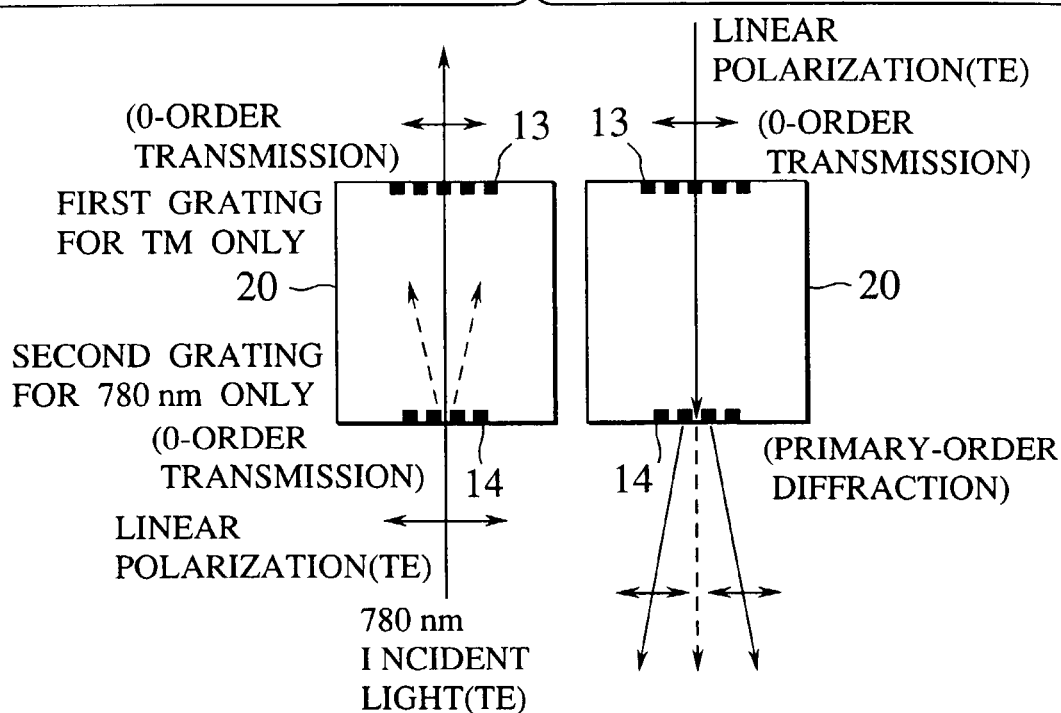 LINEAR
POLARIZATION(TE)
(0-ORDER
TRANSMISSION)
13
13
(0-ORDER
TRANSMISSION)
FIRST GRATING
FOR TM ONLY
20
20
SECOND GRATING
FOR 780 nm ONLY
(0-ORDER
TRANSMISSION)
14
14
(PRIMARY-ORDER
DIFFRACTION)
LINEAR
POLARIZATION(TE)
780 nm
I NCIDENT
LIGHT(TE)